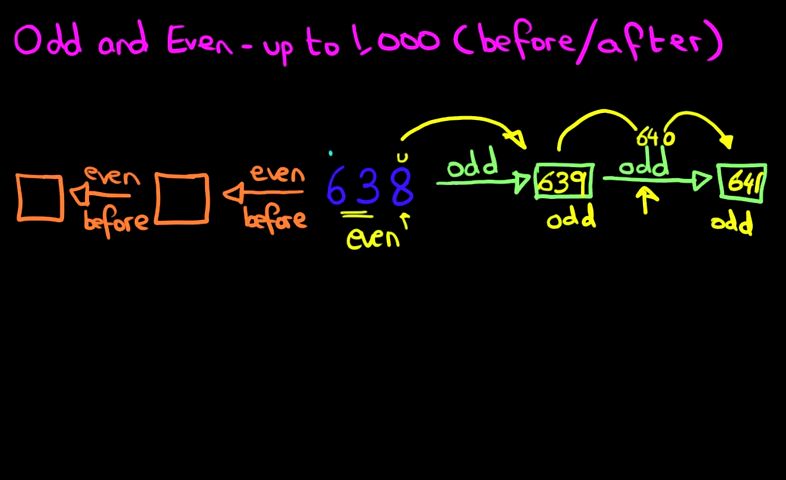 Odd and Even - up to 1,000 (before/after)
640
even even 638 odd 639 odd 641
before before even odd odd